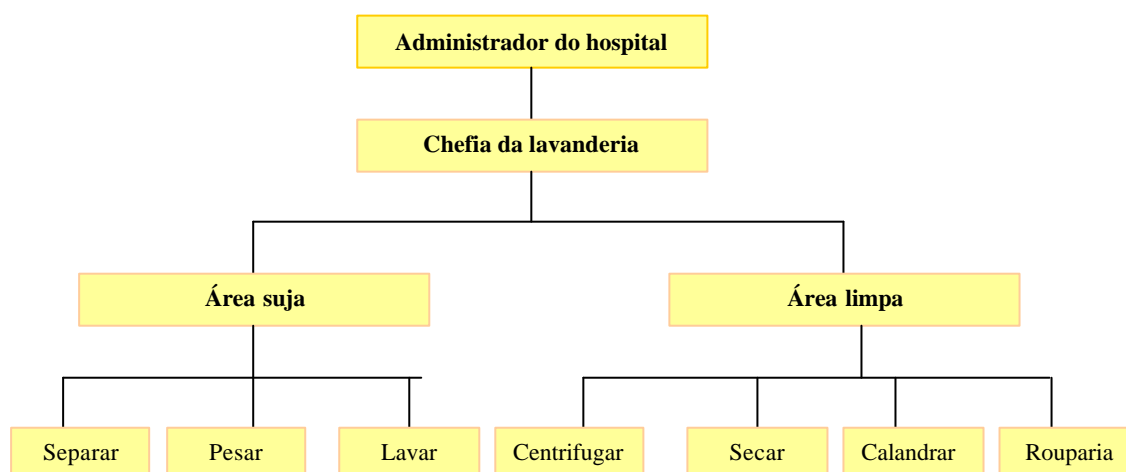 Administrador do hospital
Chefia da lavanderia
Área suja
Área limpa
Separar
Pesar
Lavar
Centrifugar
Secar
Calandrar
Rouparia